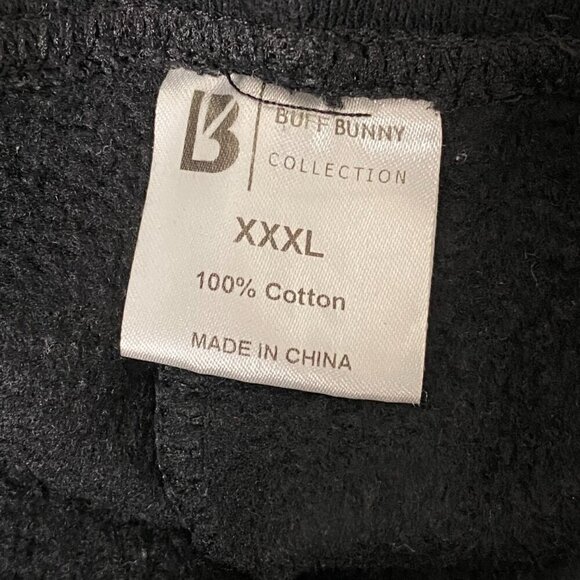 B
BUFF BUNNY
COLLECTION
XXXL
100% Cotton
MADE IN CHINA